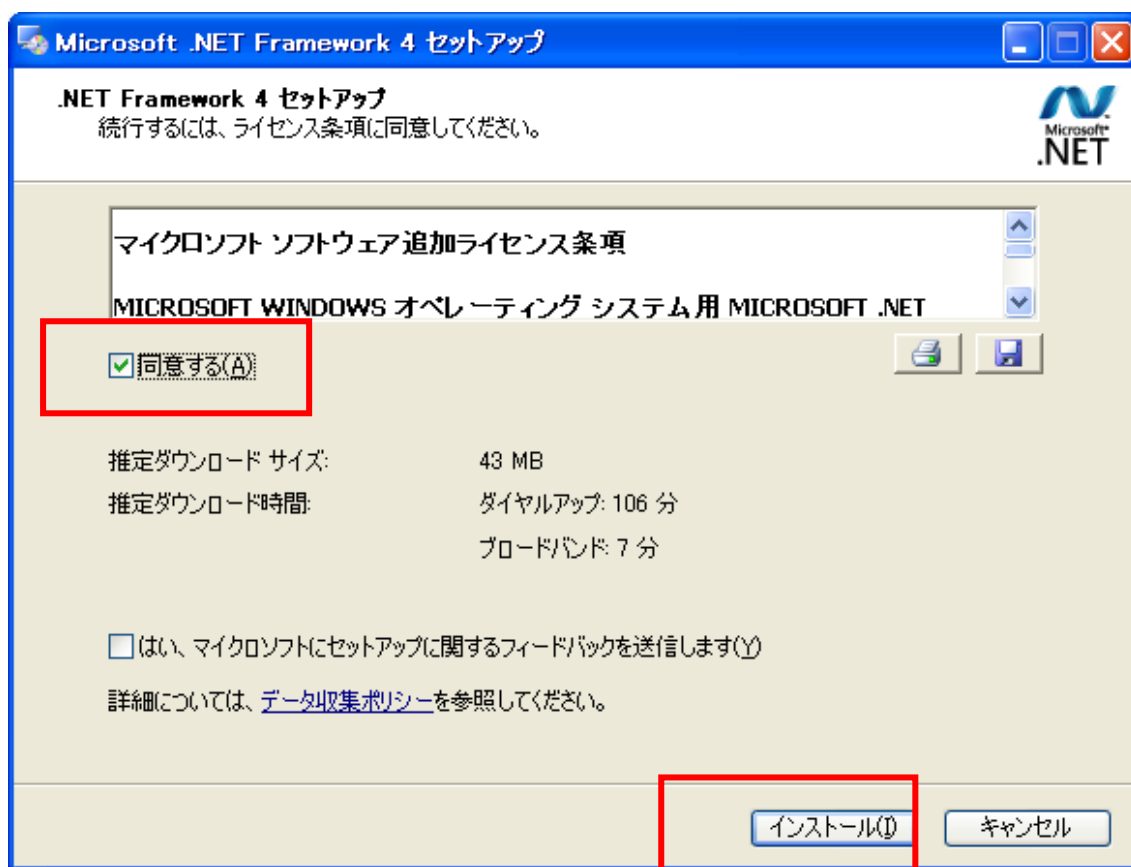 Microsoft .NET Framework 4 セットアップ
.NET Framework 4 セットアップ
続行するには、ライセンス条項に同意してください。
Microsoft
.NET
マイクロソフト ソフトウェア追加ライセンス条項
MICROSOFT WINDOWS オペレーティング システム用 MICROSOFT .NET
同意する(A)
推定ダウンロード サイズ: 43 MB
推定ダウンロード時間: ダイヤルアップ: 106 分
ブロードバンド: 7 分
はい、マイクロソフトにセットアップに関するフィードバックを送信します(Y)
詳細については、データ収集ポリシーを参照してください。
インストール(I) キャンセル